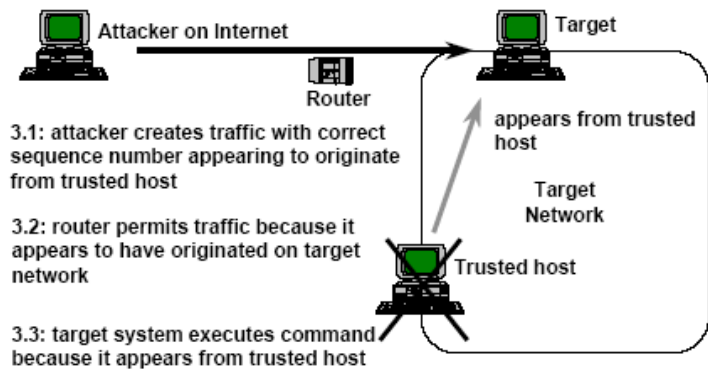 Attacker on Internet
Target
Router
3.1: attacker creates traffic with correct
sequence number appearing to originate
from trusted host
appears from trusted
host
Target
Network
3.2: router permits traffic because it
appears to have originated on target
network
Trusted host
3.3: target system executes command
because it appears from trusted host